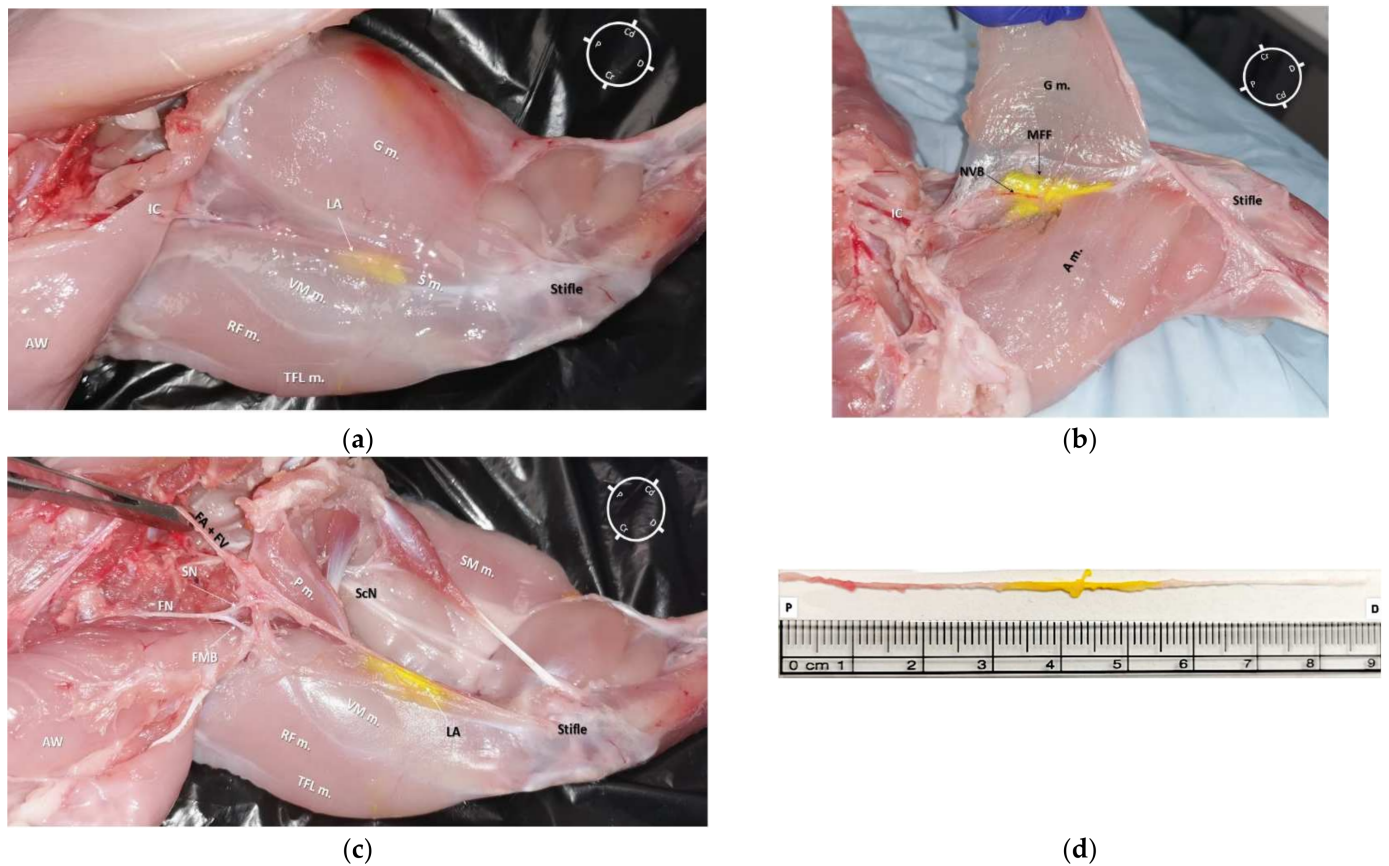 Cd
P
D
Cr
G m.
LA
IC
S m.
VM m.
Stifle
RF m.
AW
TFL m.
(a)
Cr
P
D
Cd
G m.
MFF
NVB
IC
Stifle
A m.
(b)
P
Cd
Cr
D
FA + FV
SN
P m.
SM m.
ScN
FN
FMB
VM m.
LA
Stifle
RF m.
AW
TFL m.
(c)
P
D
0 cm 1 2 3 4 5 6 7 8 9
(d)